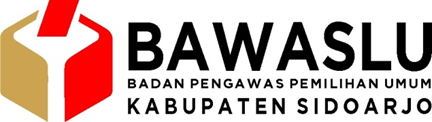 BAWASLU
BADAN PENGAWAS PEMILIHAN UMUM
KABUPATEN SIDOARJO